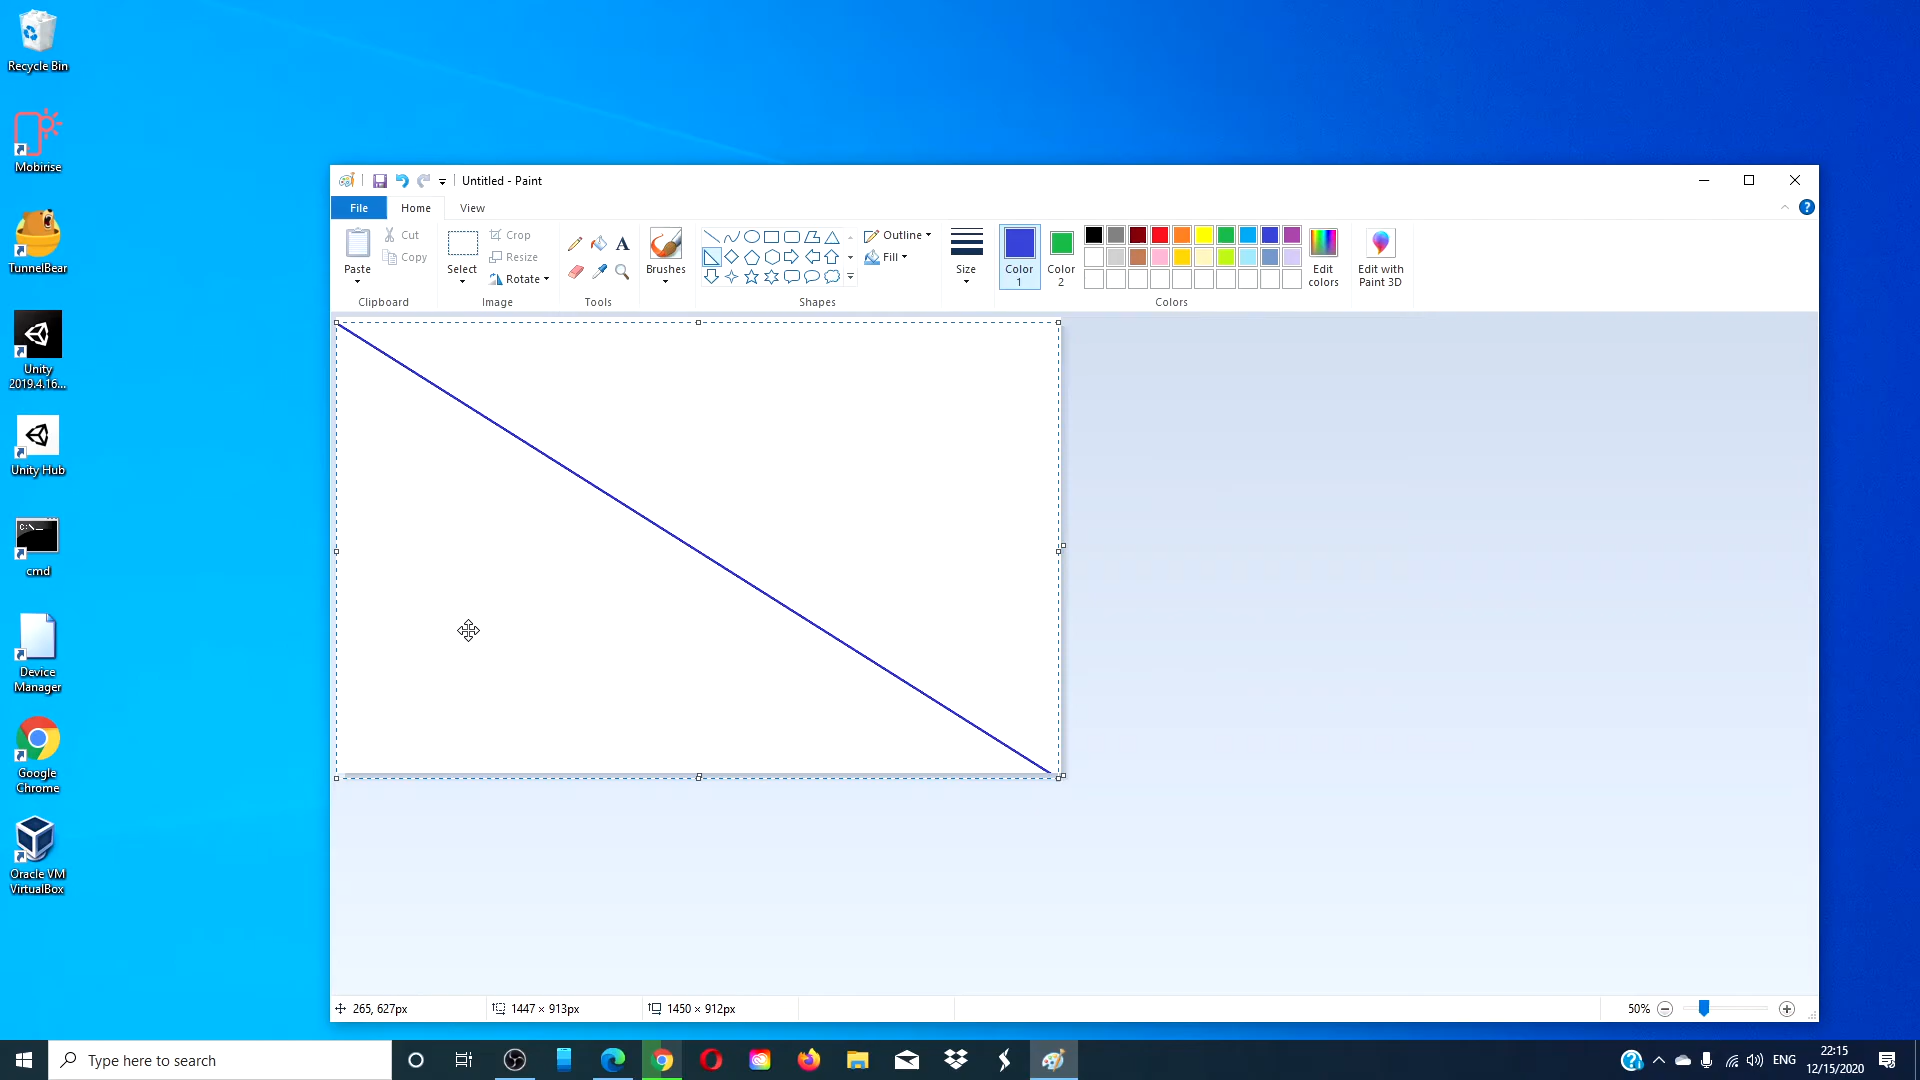 Recycle Bin
Mobirise
TunnelBear
Unity
2019.4.16...
Unity Hub
C:\_
cmd
Device
Manager
Google
Chrome
Oracle VM
VirtualBox
Untitled - Paint
File
Home
View
?
Paste
Cut
Copy
Clipboard
Select
Crop
Resize
Rotate
Image
A
Tools
Brushes
Outline
Fill
Shapes
Size
Color
1
Color
2
Edit
colors
Colors
Edit with
Paint 3D
265, 627px
1447 × 913px
1450 × 912px
50%
Type here to search
ENG
22:15
12/15/2020